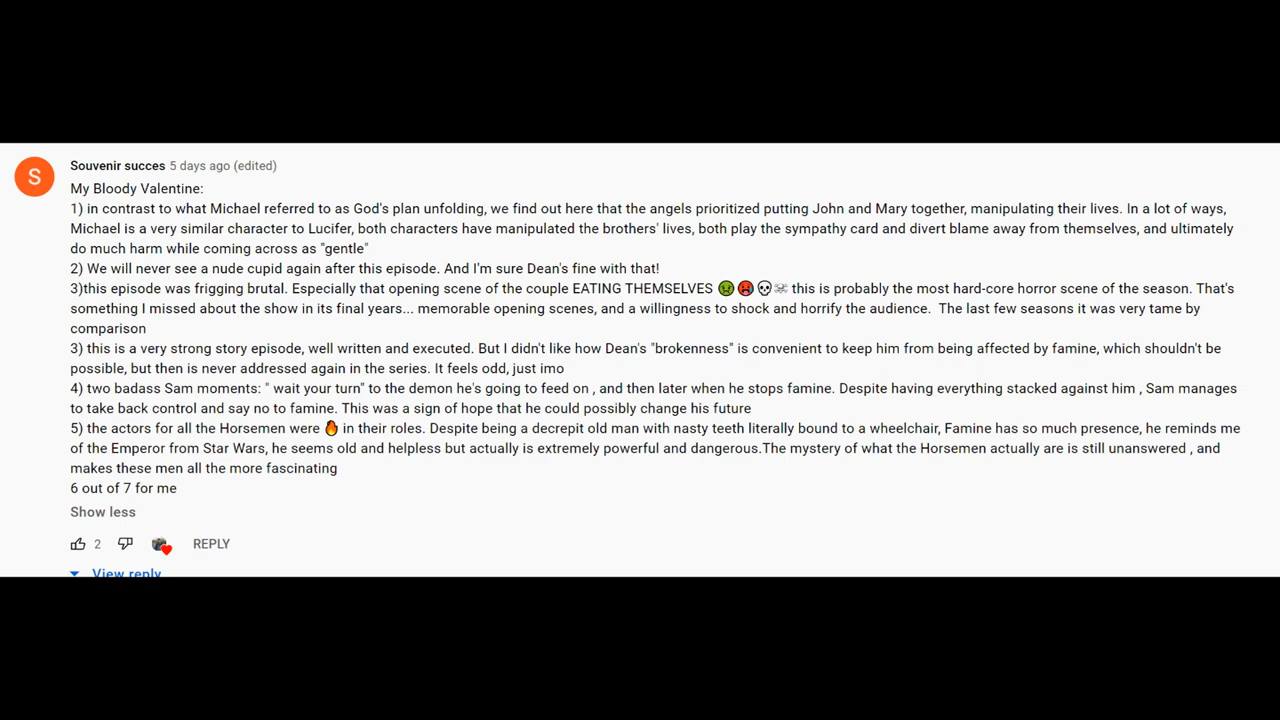 S
Souvenir succes 5 days ago (edited)
My Bloody Valentine:
1) in contrast to what Michael referred to as God's plan unfolding, we find out here that the angels prioritized putting John and Mary together, manipulating their lives. In a lot of ways,
Michael is a very similar character to Lucifer, both characters have manipulated the brothers' lives, both play the sympathy card and divert blame away from themselves, and ultimately
do much harm while coming across as "gentle"
2) We will never see a nude cupid again after this episode. And I'm sure Dean's fine with that!
3)this episode was frigging brutal. Especially that opening scene of the couple EATING THEMSELVES 🤢🥵💀☠ this is probably the most hard-core horror scene of the season. That's
something I missed about the show in its final years... memorable opening scenes, and a willingness to shock and horrify the audience.  The last few seasons it was very tame by
comparison
3) this is a very strong story episode, well written and executed. But I didn't like how Dean's "brokenness" is convenient to keep him from being affected by famine, which shouldn't be
possible, but then is never addressed again in the series. It feels odd, just imo
4) two badass Sam moments: " wait your turn" to the demon he's going to feed on , and then later when he stops famine. Despite having everything stacked against him , Sam manages
to take back control and say no to famine. This was a sign of hope that he could possibly change his future
5) the actors for all the Horsemen were 🔥 in their roles. Despite being a decrepit old man with nasty teeth literally bound to a wheelchair, Famine has so much presence, he reminds me
of the Emperor from Star Wars, he seems old and helpless but actually is extremely powerful and dangerous.The mystery of what the Horsemen actually are is still unanswered , and
makes these men all the more fascinating
6 out of 7 for me
Show less
2 REPLY
View reply